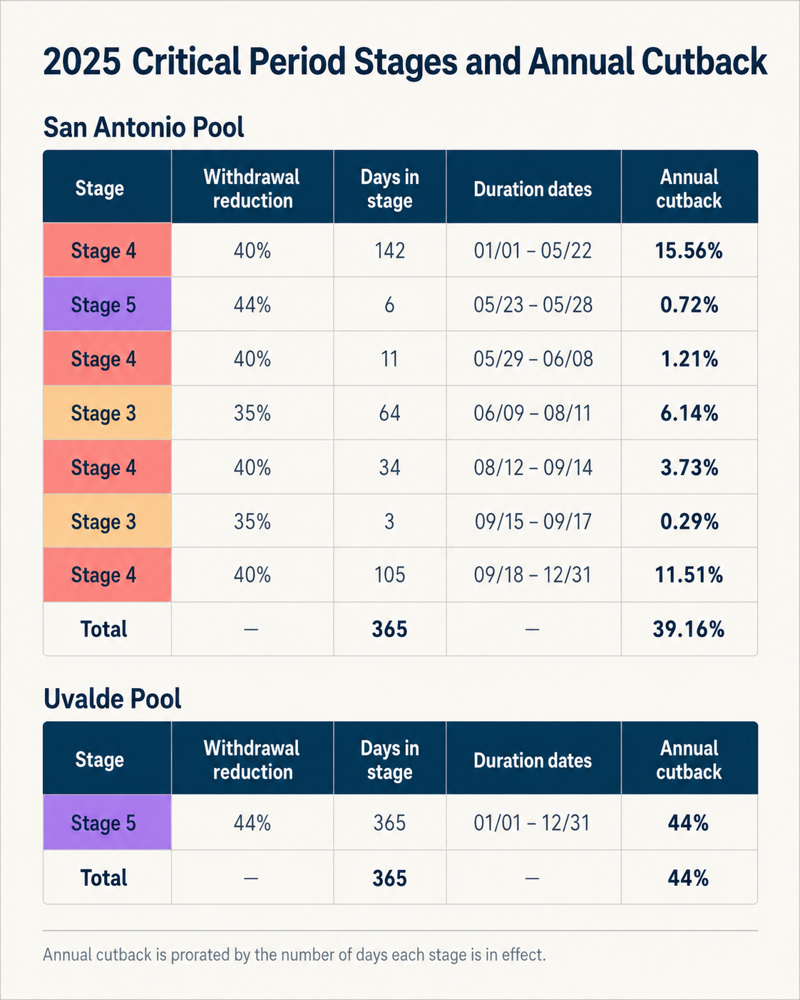 2025 Critical Period Stages and Annual Cutback
San Antonio Pool
Stage | Withdrawal reduction | Days in stage | Duration dates | Annual cutback
Stage 4 | 40% | 142 | 01/01 – 05/22 | 15.56%
Stage 5 | 44% | 6 | 05/23 – 05/28 | 0.72%
Stage 4 | 40% | 11 | 05/29 – 06/08 | 1.21%
Stage 3 | 35% | 64 | 06/09 – 08/11 | 6.14%
Stage 4 | 40% | 34 | 08/12 – 09/14 | 3.73%
Stage 3 | 35% | 3 | 09/15 – 09/17 | 0.29%
Stage 4 | 40% | 105 | 09/18 – 12/31 | 11.51%
Total | — | 365 | — | 39.16%
Uvalde Pool
Stage | Withdrawal reduction | Days in stage | Duration dates | Annual cutback
Stage 5 | 44% | 365 | 01/01 – 12/31 | 44%
Total | — | 365 | — | 44%
Annual cutback is prorated by the number of days each stage is in effect.